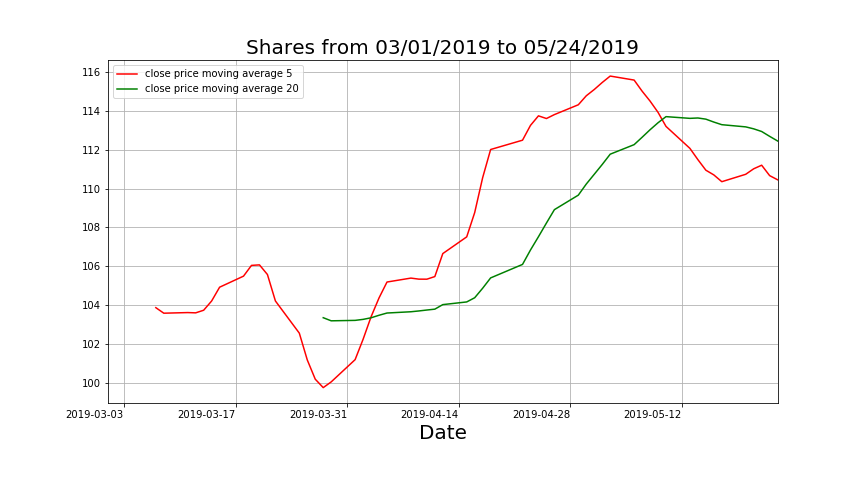 Shares from 03/01/2019 to 05/24/2019
close price moving average 5
close price moving average 20
116
114
112
110
108
106
104
102
100
2019-03-03 2019-03-17 2019-03-31 2019-04-14 2019-04-28 2019-05-12
Date